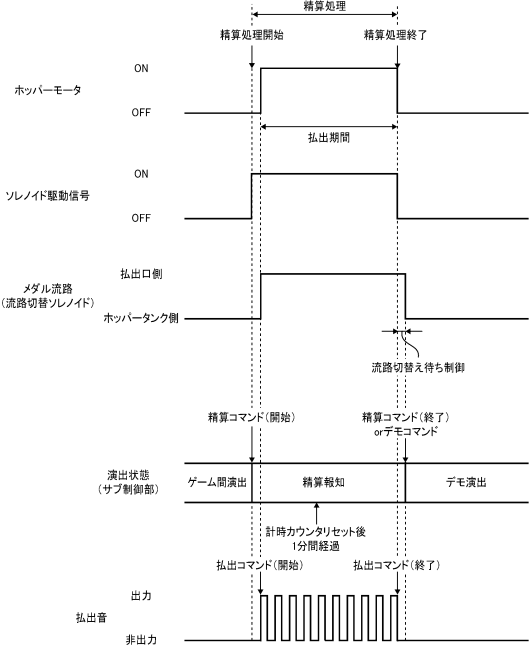 精算処理
精算処理開始
精算処理終了
ON
ホッパーモータ
OFF
払出期間
ON
ソレノイド駆動信号
OFF
払出口側
メダル流路
(流路切替ソレノイド)
ホッパータンク側
流路切替え待ち制御
精算コマンド(開始)
精算コマンド(終了)
orデモコマンド
演出状態
(サブ制御部)
ゲーム間演出
精算報知
デモ演出
計時カウンタリセット後
1分間経過
払出コマンド(開始)
払出コマンド(終了)
出力
払出音
非出力